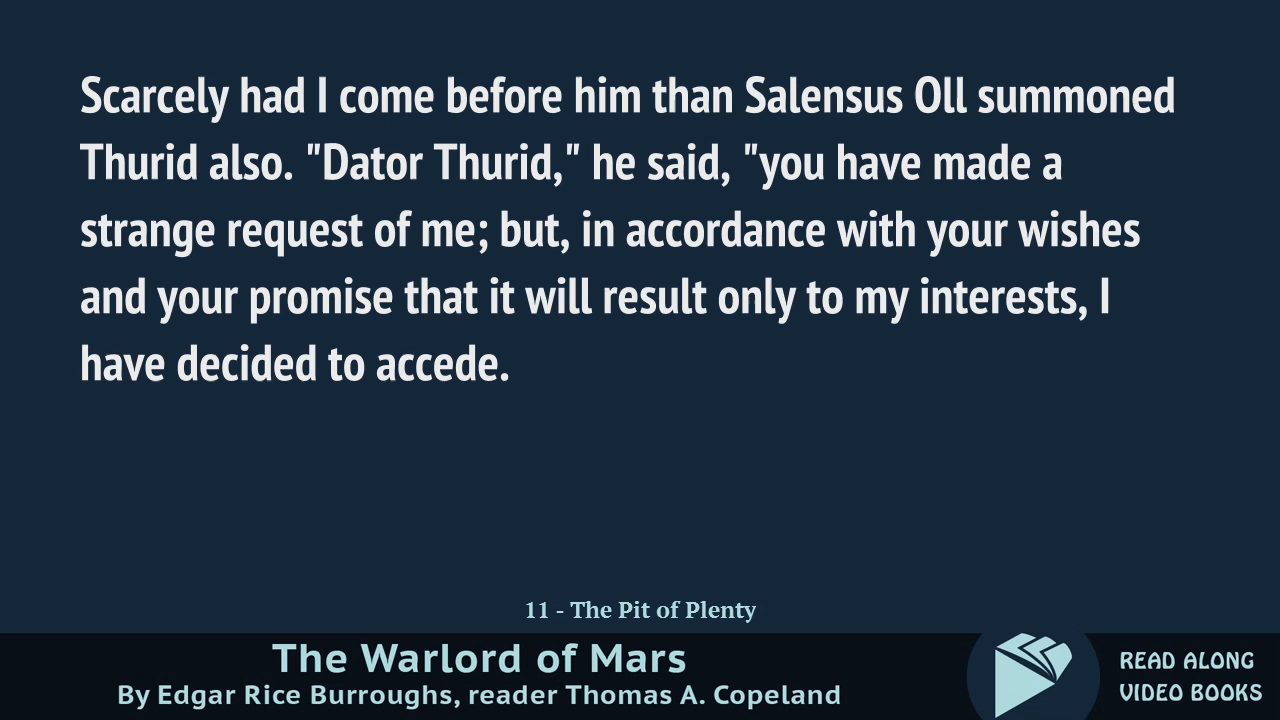 Scarcely had I come before him than Salensus Oll summoned
Thurid also. "Dator Thurid," he said, "you have made a
strange request of me; but, in accordance with your wishes
and your promise that it will result only to my interests, I
have decided to accede.
11 - The Pit of Plenty
The Warlord of Mars
By Edgar Rice Burroughs, reader Thomas A. Copeland
READ ALONG
VIDEO BOOKS